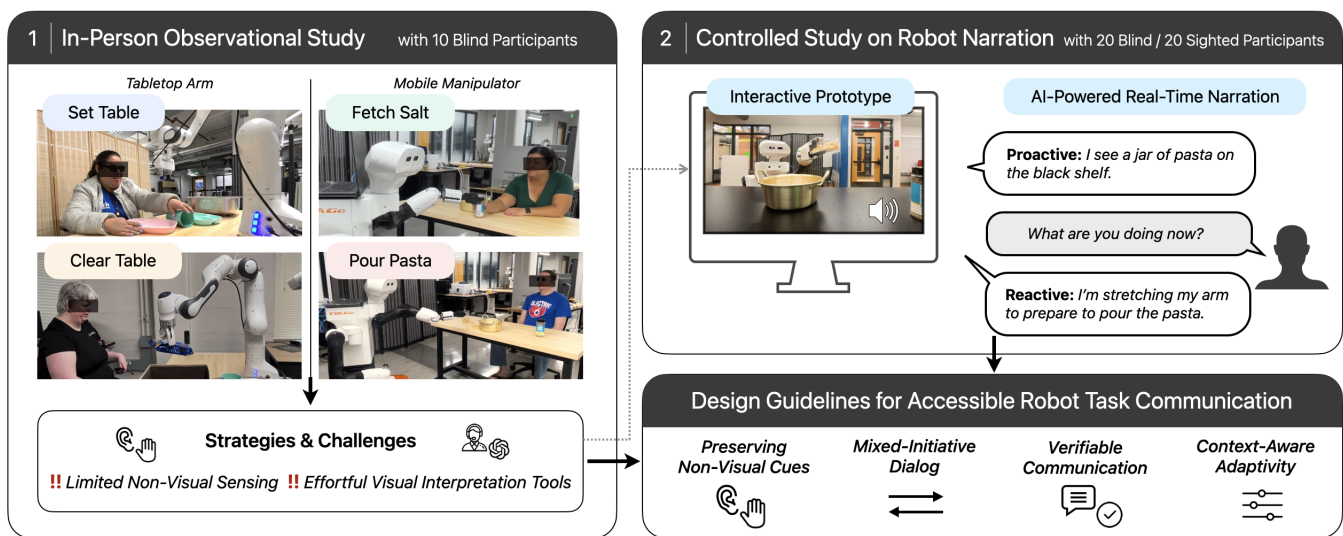 1 | In-Person Observational Study with 10 Blind Participants
Tabletop Arm
Mobile Manipulator
Set Table
Fetch Salt
Clear Table
Pour Pasta
Strategies & Challenges
!! Limited Non-Visual Sensing !! Effortful Visual Interpretation Tools
2 | Controlled Study on Robot Narration with 20 Blind / 20 Sighted Participants
Interactive Prototype
AI-Powered Real-Time Narration
Proactive: I see a jar of pasta on
the black shelf.
What are you doing now?
Reactive: I'm stretching my arm
to prepare to pour the pasta.
Design Guidelines for Accessible Robot Task Communication
Preserving
Non-Visual Cues
Mixed-Initiative
Dialog
Verifiable
Communication
Context-Aware
Adaptivity